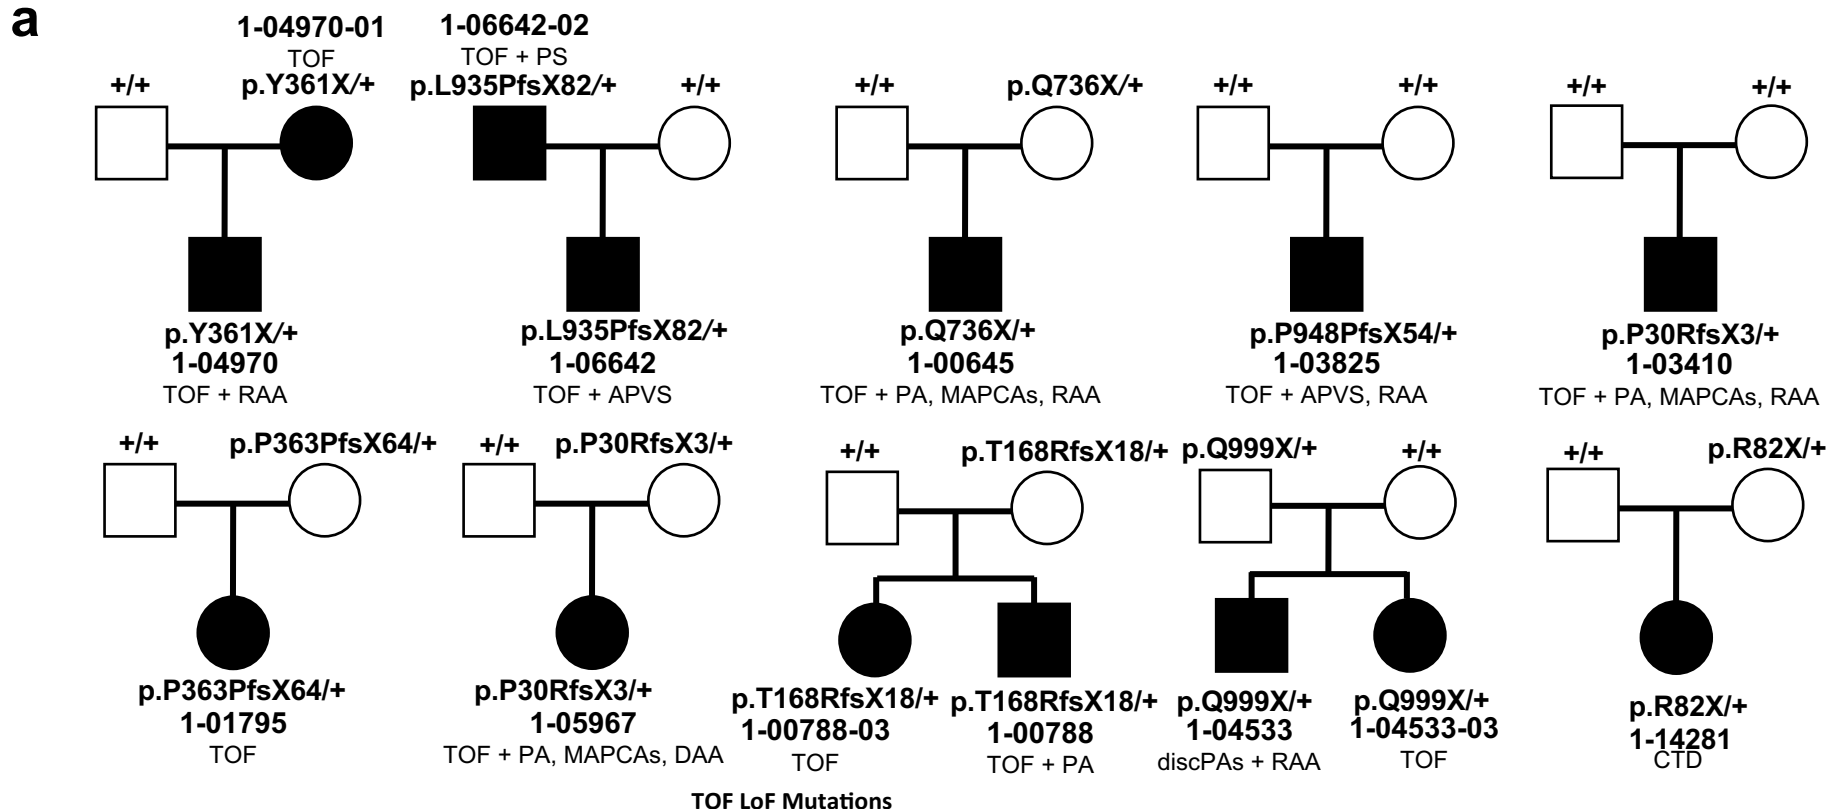 a
1-04970-01
TOF
+/+ p.Y361X/+
p.Y361X/+
1-04970
TOF + RAA
1-06642-02
TOF + PS
p.L935PfsX82/+ +/+
p.L935PfsX82/+
1-06642
TOF + APVS
+/+ p.Q736X/+
p.Q736X/+
1-00645
TOF + PA, MAPCAs, RAA
+/+ +/+
p.P948PfsX54/+
1-03825
TOF + APVS, RAA
+/+ +/+
p.P30RfsX3/+
1-03410
TOF + PA, MAPCAs, RAA
+/+ p.P363PfsX64/+
p.P363PfsX64/+
1-01795
TOF
+/+ p.P30RfsX3/+
p.P30RfsX3/+
1-05967
TOF + PA, MAPCAs, DAA
+/+ p.T168RfsX18/+
p.T168RfsX18/+
1-00788-03
TOF
p.T168RfsX18/+
1-00788
TOF + PA
p.Q999X/+ +/+
p.Q999X/+
1-04533
discPAs + RAA
p.Q999X/+
1-04533-03
TOF
+/+ p.R82X/+
p.R82X/+
1-14281
CTD
TOF LoF Mutations